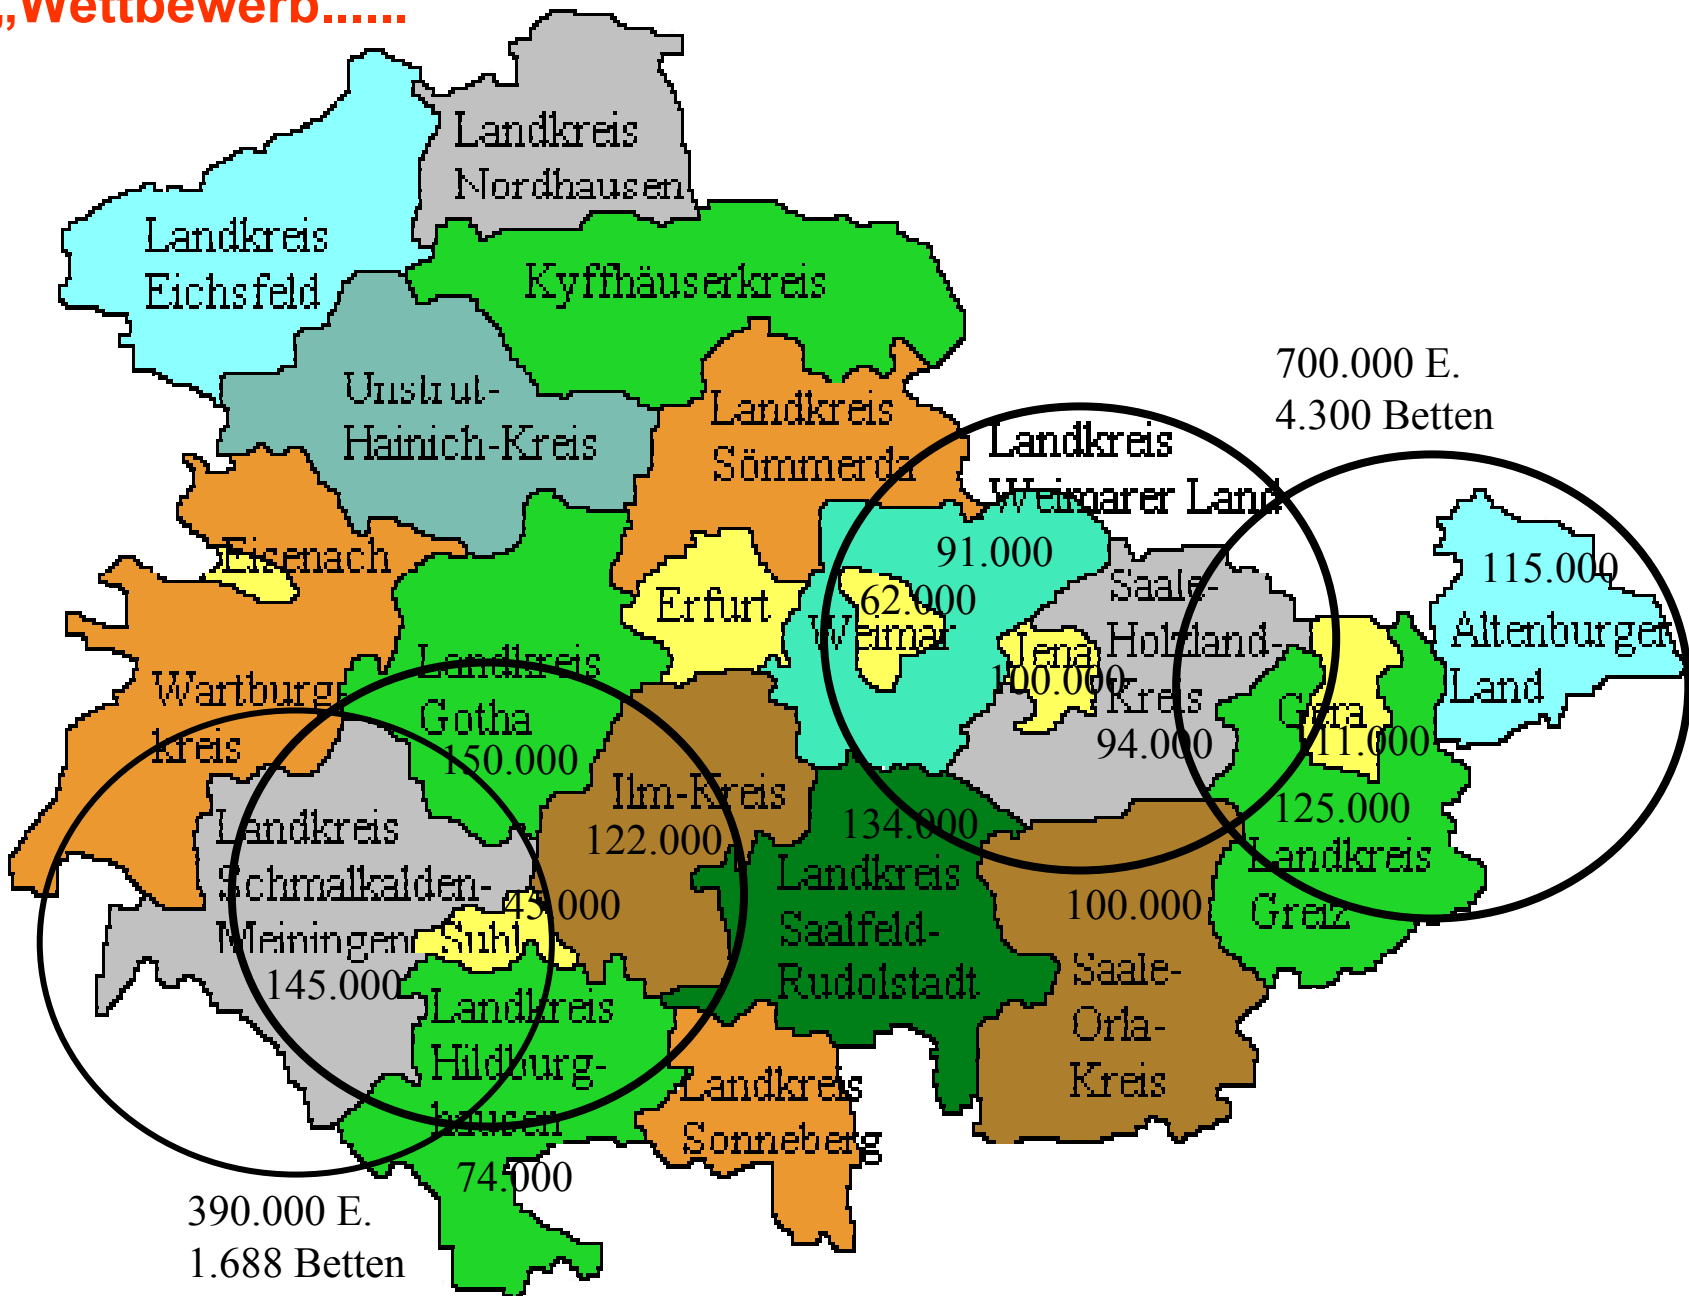 „Wettbewerb......
Landkreis
Nordhausen
Landkreis
Eichsfeld
Kyffhäuserkreis
700.000 E.
4.300 Betten
Unstrut-
Hainich-Kreis
Landkreis
Sömmerda
Landkreis
Weimarer Land
Eisenach
91.000
115.000
Erfurt
62.000
Weimar
Saale-
Holzland-
Kreis
94.000
Jena
100.000
Altenburger
Land
Wartburg
kreis
Landkreis
Gotha
150.000
Gera
111.000
125.000
Landkreis
Greiz
Ilm-Kreis
122.000
134.000
Landkreis
Saalfeld-
Rudolstadt
Landkreis
Schmalkalden-
Meiningen
145.000
45.000
Suhl
100.000
Saale-
Orla-
Kreis
Landkreis
Hildburg-
hausen
74.000
Landkreis
Sonneberg
390.000 E.
1.688 Betten